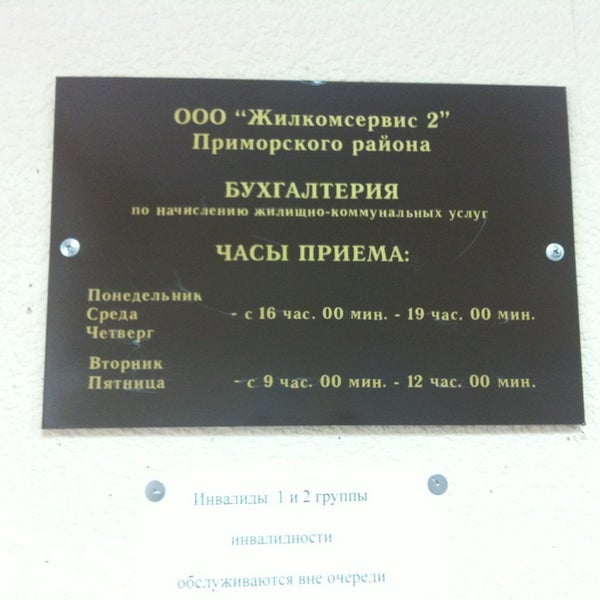 ООО “Жилкомсервис 2”
Приморского района
БУХГАЛТЕРИЯ
по начислению жилищно-коммунальных услуг
ЧАСЫ ПРИЕМА:
Понедельник
Среда - с 16 час. 00 мин. - 19 час. 00 мин.
Четверг
Вторник
Пятница - с 9 час. 00 мин. - 12 час. 00 мин.
Инвалиды 1 и 2 группы
инвалидности
обслуживаются вне очереди